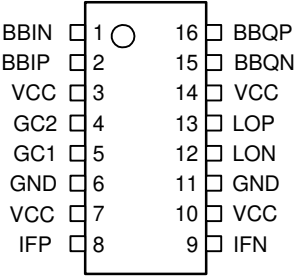 BBIN 1 16 BBQP
BBIP 2 15 BBQN
VCC 3 14 VCC
GC2 4 13 LOP
GC1 5 12 LON
GND 6 11 GND
VCC 7 10 VCC
IFP 8 9 IFN